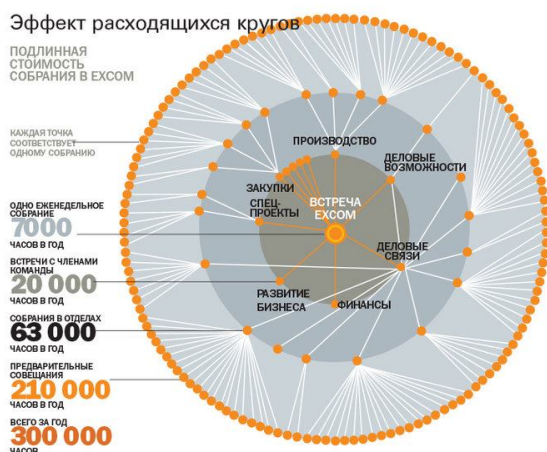 Эффект расходящихся кругов
ПОДЛИННАЯ
СТОИМОСТЬ
СОБРАНИЯ В EXCOM
КАЖДАЯ ТОЧКА
СООТВЕТСТВУЕТ
ОДНОМУ СОБРАНИЮ
ОДНО ЕЖЕНЕДЕЛЬНОЕ
СОБРАНИЕ
7000
ЧАСОВ В ГОД
ВСТРЕЧИ С ЧЛЕНАМИ
КОМАНДЫ
20 000
ЧАСОВ В ГОД
СОБРАНИЯ В ОТДЕЛАХ
63 000
ЧАСОВ В ГОД
ПРЕДВАРИТЕЛЬНЫЕ
СОВЕЩАНИЯ
210 000
ЧАСОВ В ГОД
ВСЕГО ЗА ГОД
300 000
ЧАСОВ
ПРОИЗВОДСТВО
ДЕЛОВЫЕ
ВОЗМОЖНОСТИ
ЗАКУПКИ
ВСТРЕЧА
EXCOM
СПЕЦ-
ПРОЕКТЫ
ДЕЛОВЫЕ
СВЯЗИ
РАЗВИТИЕ
БИЗНЕСА
ФИНАНСЫ